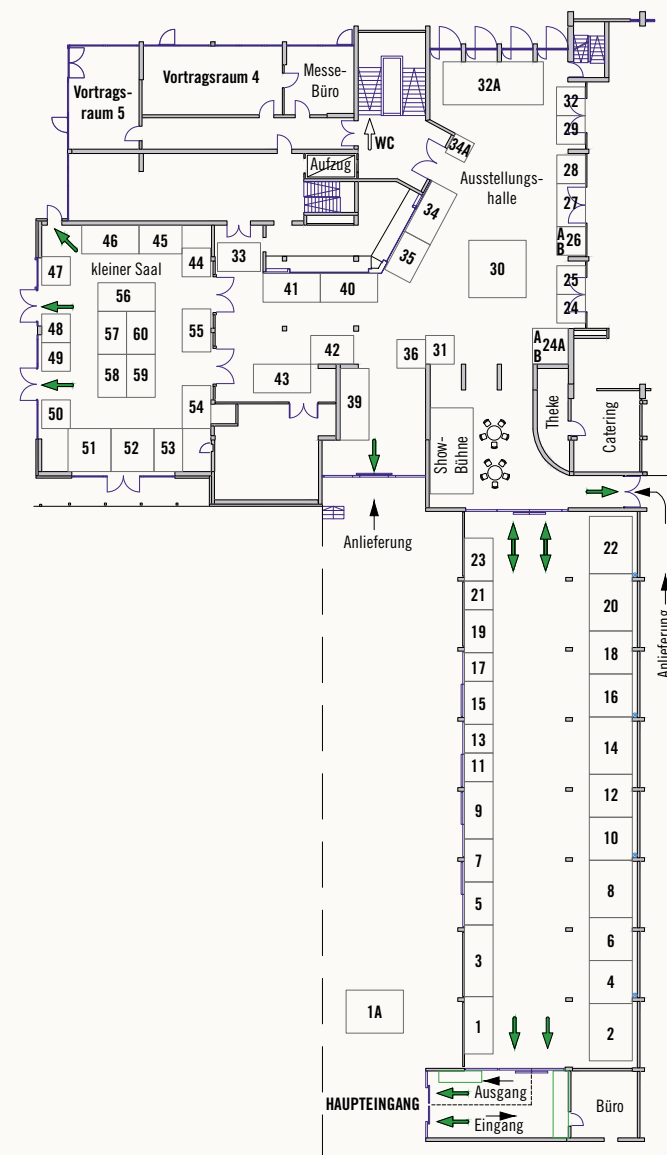 Vortragsraum 4
Messe-
Büro
Vortrags-
raum 5
WC
Aufzug
32A
34A
32
29
Ausstellungs-
halle
28
27
34
35
A
B 26
30
25
24
46
45
44
33
kleiner Saal
47
56
41
40
48
57
60
55
49
58
59
42
36
31
A
B 24A
43
39
50
54
51
52
53
Show-
Bühne
Theke
Catering
Anlieferung
Anlieferung
23
22
21
20
19
18
17
16
15
14
13
12
11
10
9
8
7
6
5
4
3
2
1
1A
HAUPTEINGANG
Ausgang
Eingang
Büro